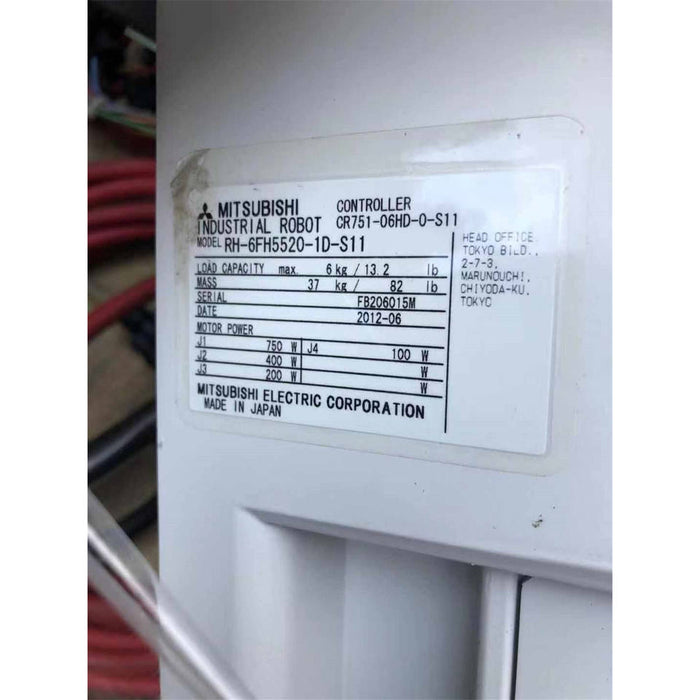 MITSUBISHI CONTROLLER
INDUSTRIAL ROBOT CR751-06HD-0-S11
MODEL RH-6FH5520-1D-S11
LOAD CAPACITY max. 6 kg / 13.2 lb
MASS 37 kg / 82 lb
SERIAL FB206015M
DATE 2012-06
MOTOR POWER
J1 750 W J4 100 W
J2 400 W W
J3 200 W W
MITSUBISHI ELECTRIC CORPORATION
MADE IN JAPAN
HEAD OFFICE.
TOKYO BILD.,
2-7-3,
MARUNOUCHI,
CHIYODA-KU,
TOKYO